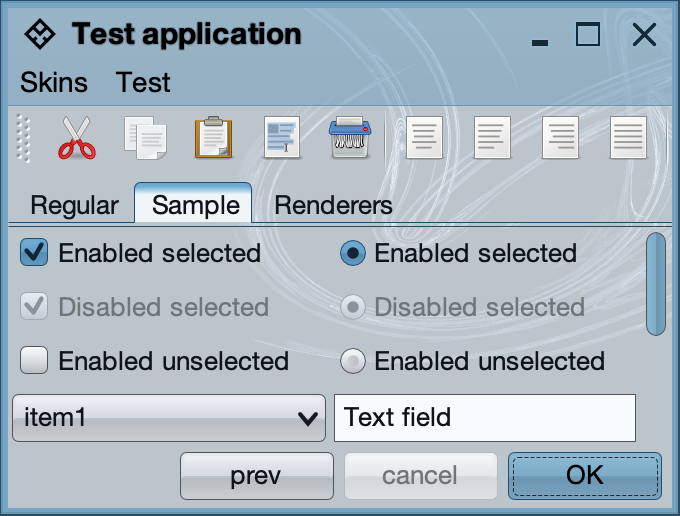 Test application
Skins Test
Regular Sample Renderers
Enabled selected Enabled selected
Disabled selected Disabled selected
Enabled unselected Enabled unselected
item1 Text field
prev cancel OK